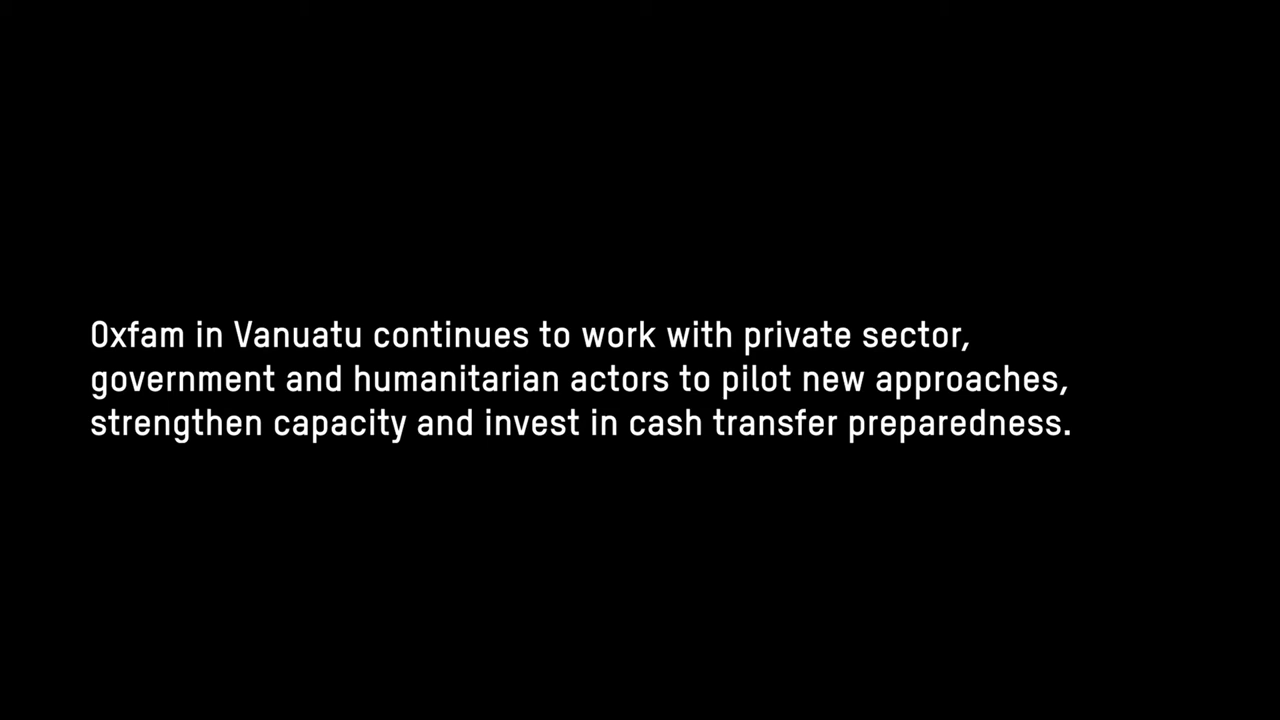 Oxfam in Vanuatu continues to work with private sector,
government and humanitarian actors to pilot new approaches,
strengthen capacity and invest in cash transfer preparedness.